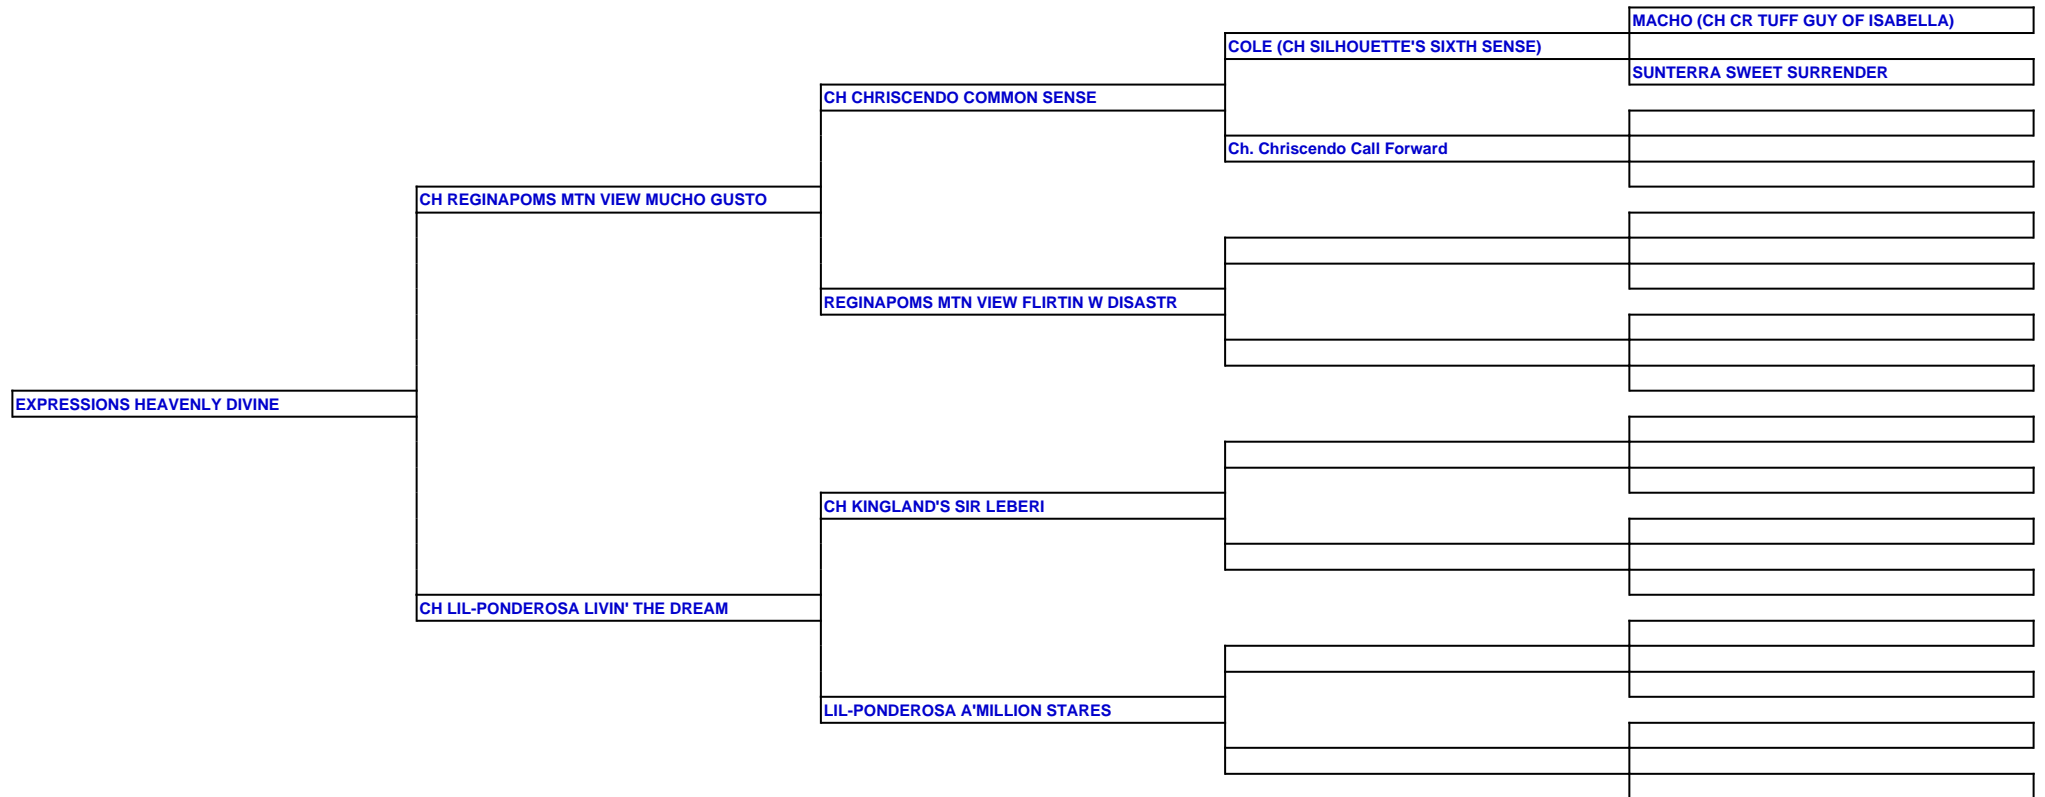 MACHO (CH CR TUFF GUY OF ISABELLA)
COLE (CH SILHOUETTE'S SIXTH SENSE)
SUNTERRA SWEET SURRENDER
CH CHRISCENDO COMMON SENSE
Ch. Chriscendo Call Forward
CH REGINAPOMS MTN VIEW MUCHO GUSTO
REGINAPOMS MTN VIEW FLIRTIN W DISASTR
EXPRESSIONS HEAVENLY DIVINE
CH KINGLAND'S SIR LEBERI
CH LIL-PONDEROSA LIVIN' THE DREAM
LIL-PONDEROSA A'MILLION STARES